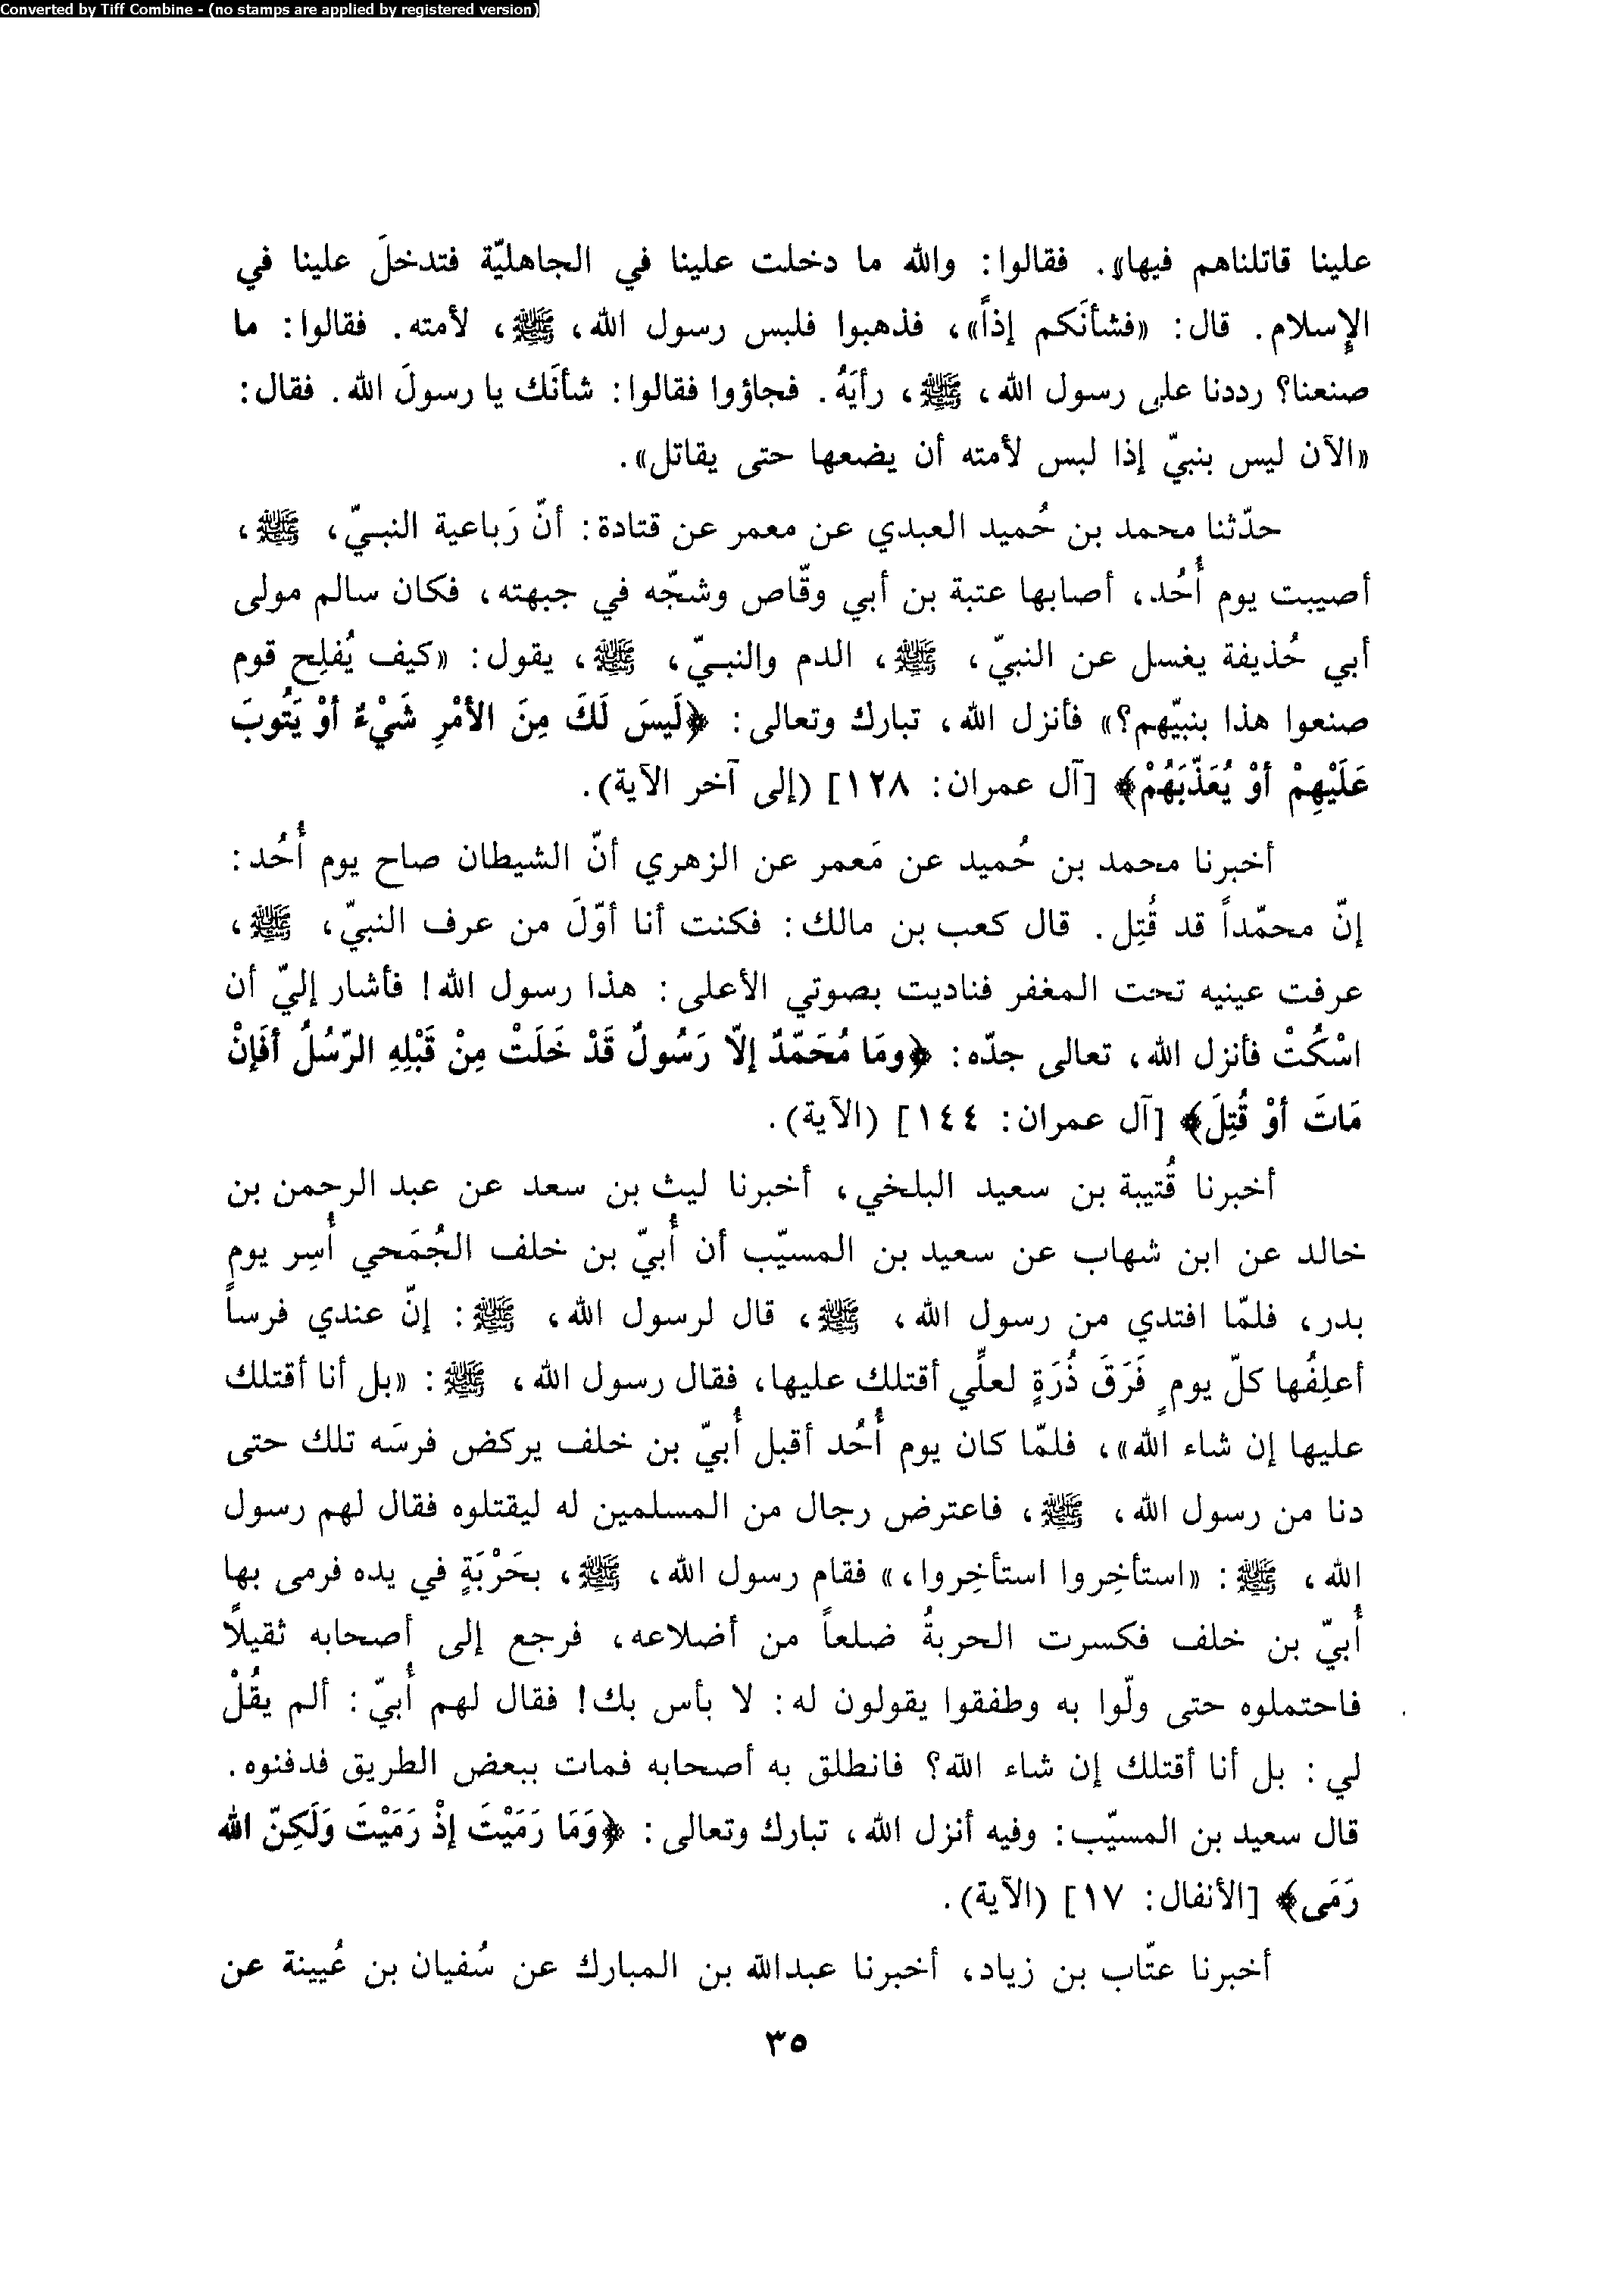 Converted by Tiff Combine - (no stamps are applied by registered version)
علينا قاتلناهم فيها». فقالوا: والله ما دخلت علينا في الجاهليّة فتدخلَ علينا في
الإسلام. قال: «فشأنَكم إذاً»، فذهبوا فلبس رسول الله، ﷺ، لأمته. فقالوا: ما
صنعنا؟ رددنا على رسول الله، ﷺ، رأيَهُ. فجاؤوا فقالوا: شأنَك يا رسولَ الله. فقال:
«الآن ليس بنبيّ إذا لبس لأمته أن يضعها حتى يقاتل».
حدّثنا محمد بن حُميد العبدي عن معمر عن قتادة: أنّ رَباعية النبيّ، ﷺ،
أصيبت يوم أُحُد، أصابها عتبة بن أبي وقّاص وشجّه في جبهته، فكان سالم مولى
أبي حُذيفة يغسل عن النبيّ، ﷺ، الدم والنبيّ، ﷺ، يقول: «كيف يُفلِح قوم
صنعوا هذا بنبيّهم؟» فأنزل الله، تبارك وتعالى: ﴿لَيسَ لَكَ مِنَ الأمْرِ شَيْءٌ أوْ يَتُوبَ
عَلَيْهِمْ أوْ يُعَذّبَهُمْ﴾ [آل عمران: ١٢٨] (إلى آخر الآية).
أخبرنا محمد بن حُميد عن مَعمر عن الزهري أنّ الشيطان صاح يوم أُحُد:
إنّ محمّداً قد قُتِل. قال كعب بن مالك: فكنت أنا أوّلَ من عرف النبيّ، ﷺ،
عرفت عينيه تحت المغفر فناديت بصوتي الأعلى: هذا رسول الله! فأشار إليّ أن
اسْكُتْ فأنزل الله، تعالى جدّه: ﴿ومَا مُحَمّدٌ إلاّ رَسُولٌ قَدْ خَلَتْ مِنْ قَبْلِهِ الرّسُلُ أفَإنْ
مَاتَ أوْ قُتِلَ﴾ [آل عمران: ١٤٤] (الآية).
أخبرنا قُتيبة بن سعيد البلخي، أخبرنا ليث بن سعد عن عبد الرحمن بن
خالد عن ابن شهاب عن سعيد بن المسيّب أن أُبيّ بن خلف الجُمَحي أُسِر يوم
بدر، فلمّا افتدي من رسول الله، ﷺ، قال لرسول الله، ﷺ: إنّ عندي فرساً
أعلِفُها كلّ يومٍ فَرَقَ ذُرَةٍ لعلّي أقتلك عليها، فقال رسول الله، ﷺ: «بل أنا أقتلك
عليها إن شاء الله»، فلمّا كان يوم أُحُد أقبل أُبيّ بن خلف يركض فرسَه تلك حتى
دنا من رسول الله، ﷺ، فاعترض رجال من المسلمين له ليقتلوه فقال لهم رسول
الله، ﷺ: «استأخِروا استأخِروا،» فقام رسول الله، ﷺ، بحَرْبَةٍ في يده فرمى بها
أُبيّ بن خلف فكسرت الحربةُ ضلعاً من أضلاعه، فرجع إلى أصحابه ثقيلاً
فاحتملوه حتى ولّوا به وطفقوا يقولون له: لا بأس بك! فقال لهم أُبيّ: ألم يقُلْ
لي: بل أنا أقتلك إن شاء الله؟ فانطلق به أصحابه فمات ببعض الطريق فدفنوه.
قال سعيد بن المسيّب: وفيه أنزل الله، تبارك وتعالى: ﴿وَمَا رَمَيْتَ إذْ رَمَيْتَ وَلَكِنّ الله
رَمَى﴾ [الأنفال: ١٧] (الآية).
أخبرنا عتّاب بن زياد، أخبرنا عبدالله بن المبارك عن سُفيان بن عُيينة عن
٣٥